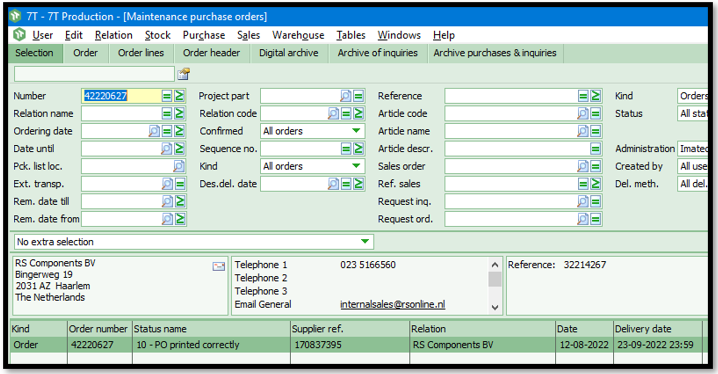 7T - 7T Production - [Maintenance purchase orders]
User Edit Relation Stock Purchase Sales Warehouse Tables Windows Help
Selection Order Order lines Order header Digital archive Archive of inquiries Archive purchases & inquiries
Number 42220627 Project part Reference Kind Orders
Relation name Relation code Article code Status All stat
Ordering date Confirmed All orders Article name
Date until Sequence no. Article descr. Administration Imatec
Pck. list loc. Kind All orders Sales order Created by All use
Ext. transp. Des.del. date Ref. sales Del. meth. All del.
Rem. date till Request inq.
Rem. date from Request ord.
No extra selection
RS Components BV Telephone 1 023 5166560 Reference: 32214267
Bingerweg 19 Telephone 2
2031 AZ Haarlem Telephone 3
The Netherlands Email General internalsales@rsonline.nl
Kind Order number Status name Supplier ref. Relation Date Delivery date
Order 42220627 10 - PO printed correctly 170837395 RS Components BV 12-08-2022 23-09-2022 23:59